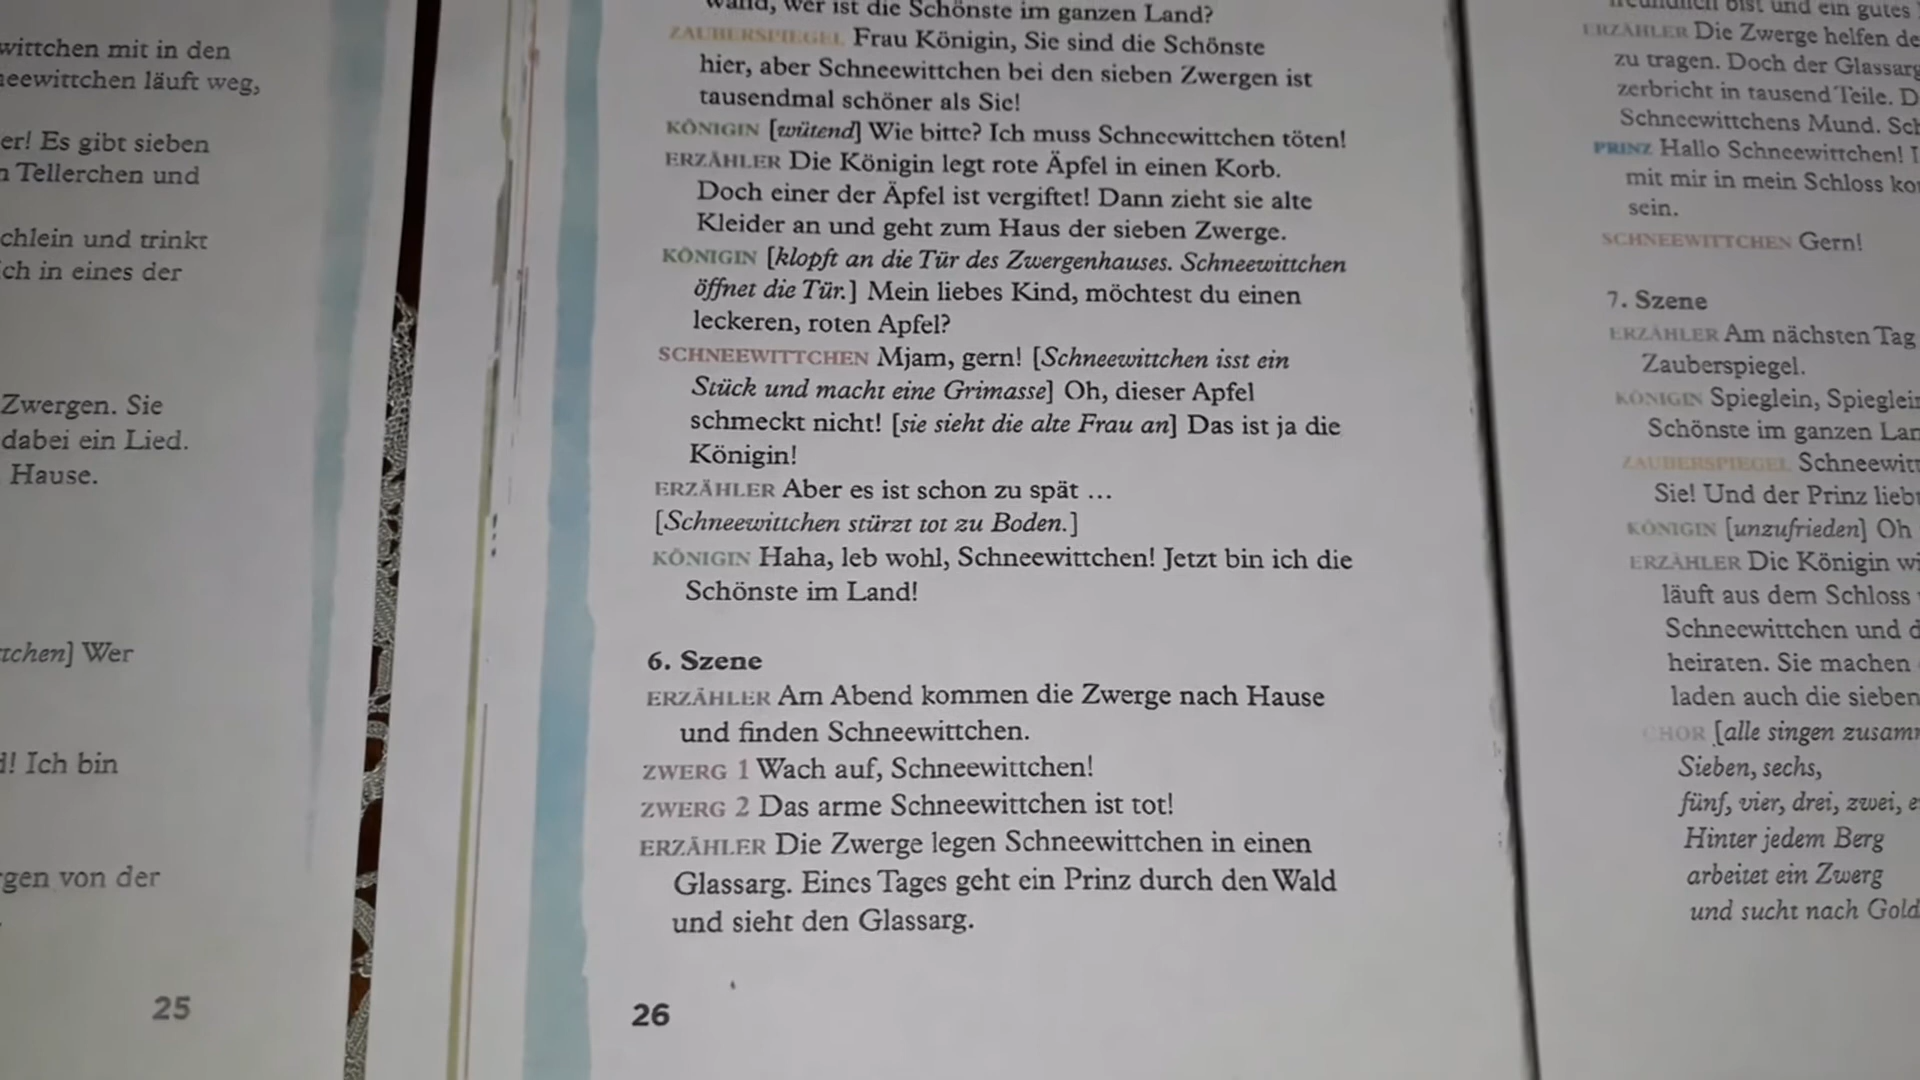 wittchen mit in den
neewittchen läuft weg,
er! Es gibt sieben
n Tellerchen und
chlein und trinkt
ich in eines der
Zwergen. Sie
dabei ein Lied.
Hause.
tchen] Wer
d! Ich bin
gen von der
25
wand, wer ist die Schönste im ganzen Land?
ZAUBERSPIEGEL Frau Königin, Sie sind die Schönste
hier, aber Schneewittchen bei den sieben Zwergen ist
tausendmal schöner als Sie!
KÖNIGIN [wütend] Wie bitte? Ich muss Schneewittchen töten!
ERZÄHLER Die Königin legt rote Äpfel in einen Korb.
Doch einer der Äpfel ist vergiftet! Dann zieht sie alte
Kleider an und geht zum Haus der sieben Zwerge.
KÖNIGIN [klopft an die Tür des Zwergenhauses. Schneewittchen
öffnet die Tür.] Mein liebes Kind, möchtest du einen
leckeren, roten Apfel?
SCHNEEWITTCHEN Mjam, gern! [Schneewittchen isst ein
Stück und macht eine Grimasse] Oh, dieser Apfel
schmeckt nicht! [sie sieht die alte Frau an] Das ist ja die
Königin!
ERZÄHLER Aber es ist schon zu spät ...
[Schneewittchen stürzt tot zu Boden.]
KÖNIGIN Haha, leb wohl, Schneewittchen! Jetzt bin ich die
Schönste im Land!
6. Szene
ERZÄHLER Am Abend kommen die Zwerge nach Hause
und finden Schneewittchen.
ZWERG 1 Wach auf, Schneewittchen!
ZWERG 2 Das arme Schneewittchen ist tot!
ERZÄHLER Die Zwerge legen Schneewittchen in einen
Glassarg. Eines Tages geht ein Prinz durch den Wald
und sieht den Glassarg.
26
freundlich bist und ein gutes
ERZÄHLER Die Zwerge helfen de
zu tragen. Doch der Glassarg
zerbricht in tausend Teile. D
Schneewittchens Mund. Sch
PRINZ Hallo Schneewittchen! I
mit mir in mein Schloss ko
sein.
SCHNEEWITTCHEN Gern!
7. Szene
ERZÄHLER Am nächsten Tag
Zauberspiegel.
KÖNIGIN Spieglein, Spieglein
Schönste im ganzen Lan
ZAUBERSPIEGEL Schneewitt
Sie! Und der Prinz liebt
KÖNIGIN [unzufrieden] Oh
ERZÄHLER Die Königin wi
läuft aus dem Schloss
Schneewittchen und d
heiraten. Sie machen
laden auch die sieben
CHOR [alle singen zusamm
Sieben, sechs,
fünf, vier, drei, zwei, e
Hinter jedem Berg
arbeitet ein Zwerg
und sucht nach Gold